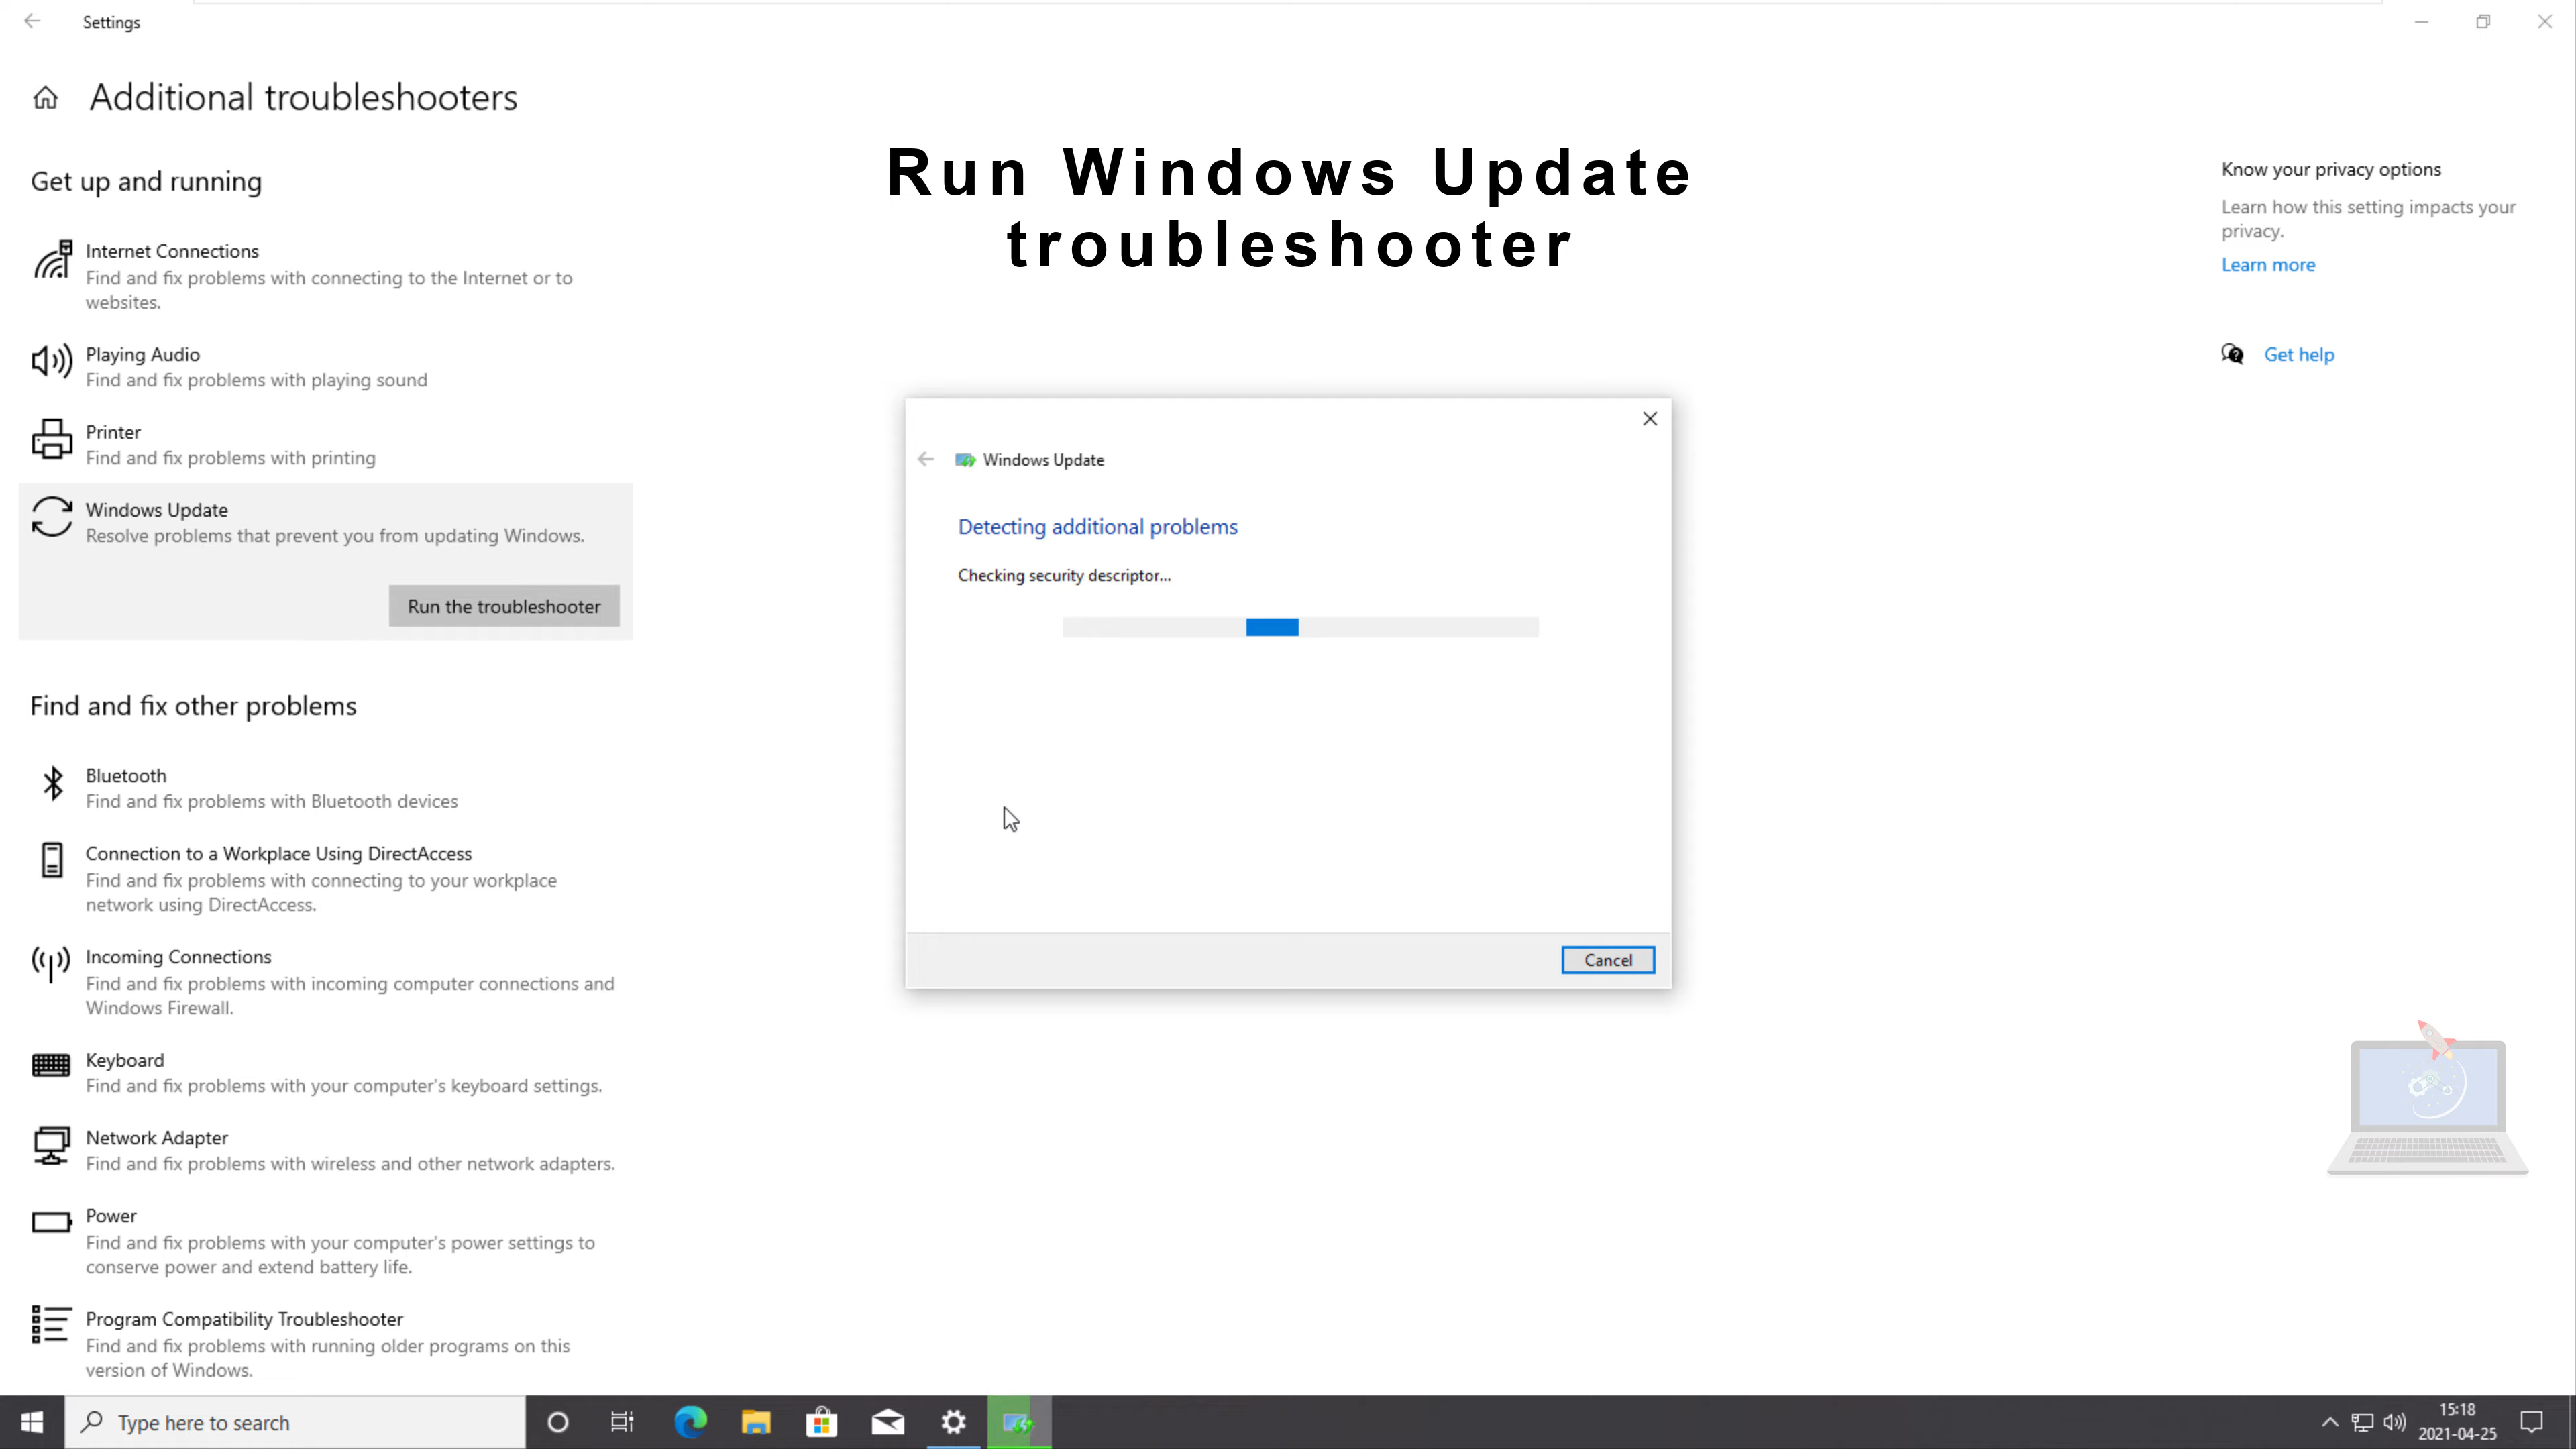 Settings
Additional troubleshooters
Get up and running
Internet Connections
Find and fix problems with connecting to the Internet or to
websites.
Playing Audio
Find and fix problems with playing sound
Printer
Find and fix problems with printing
Windows Update
Resolve problems that prevent you from updating Windows.
Run the troubleshooter
Find and fix other problems
Bluetooth
Find and fix problems with Bluetooth devices
Connection to a Workplace Using DirectAccess
Find and fix problems with connecting to your workplace
network using DirectAccess.
Incoming Connections
Find and fix problems with incoming computer connections and
Windows Firewall.
Keyboard
Find and fix problems with your computer's keyboard settings.
Network Adapter
Find and fix problems with wireless and other network adapters.
Power
Find and fix problems with your computer's power settings to
conserve power and extend battery life.
Program Compatibility Troubleshooter
Find and fix problems with running older programs on this
version of Windows.
Run Windows Update
troubleshooter
Windows Update
Detecting additional problems
Checking security descriptor...
Cancel
Know your privacy options
Learn how this setting impacts your
privacy.
Learn more
Get help
Type here to search
15:18
2021-04-25